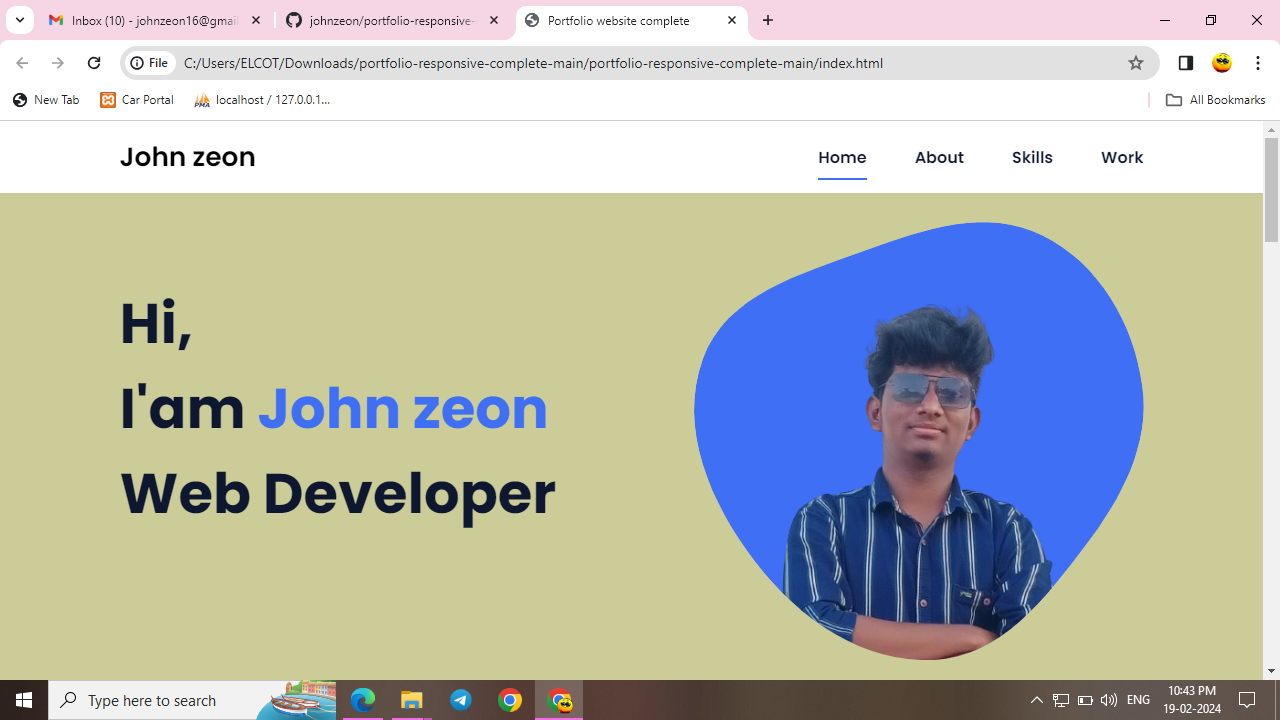 Inbox (10) - johnzeon16@gmai
johnzeon/portfolio-responsive-
Portfolio website complete
File
C:/Users/ELCOT/Downloads/portfolio-responsive-complete-main/portfolio-responsive-complete-main/index.html
New Tab
Car Portal
PMA
localhost / 127.0.0.1...
All Bookmarks
John zeon
Home About Skills Work
Hi,
I'am John zeon
Web Developer
Type here to search
ENG
10:43 PM
19-02-2024